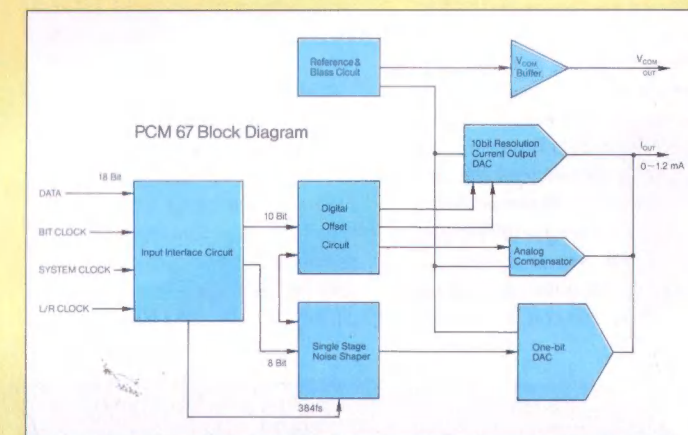 Reference &
Biass Cicuit
V COM
Buffer
V COM
OUT
PCM 67 Block Diagram
10bit Resolution
Current Output
DAC
I OUT
0–1.2 mA
18 Bit
DATA
BIT CLOCK
SYSTEM CLOCK
L/R CLOCK
Input Interface Circuit
10 Bit
Digital
Offset
Circuit
Analog
Compensator
8 Bit
Single Stage
Noise Shaper
One-bit
DAC
384fs